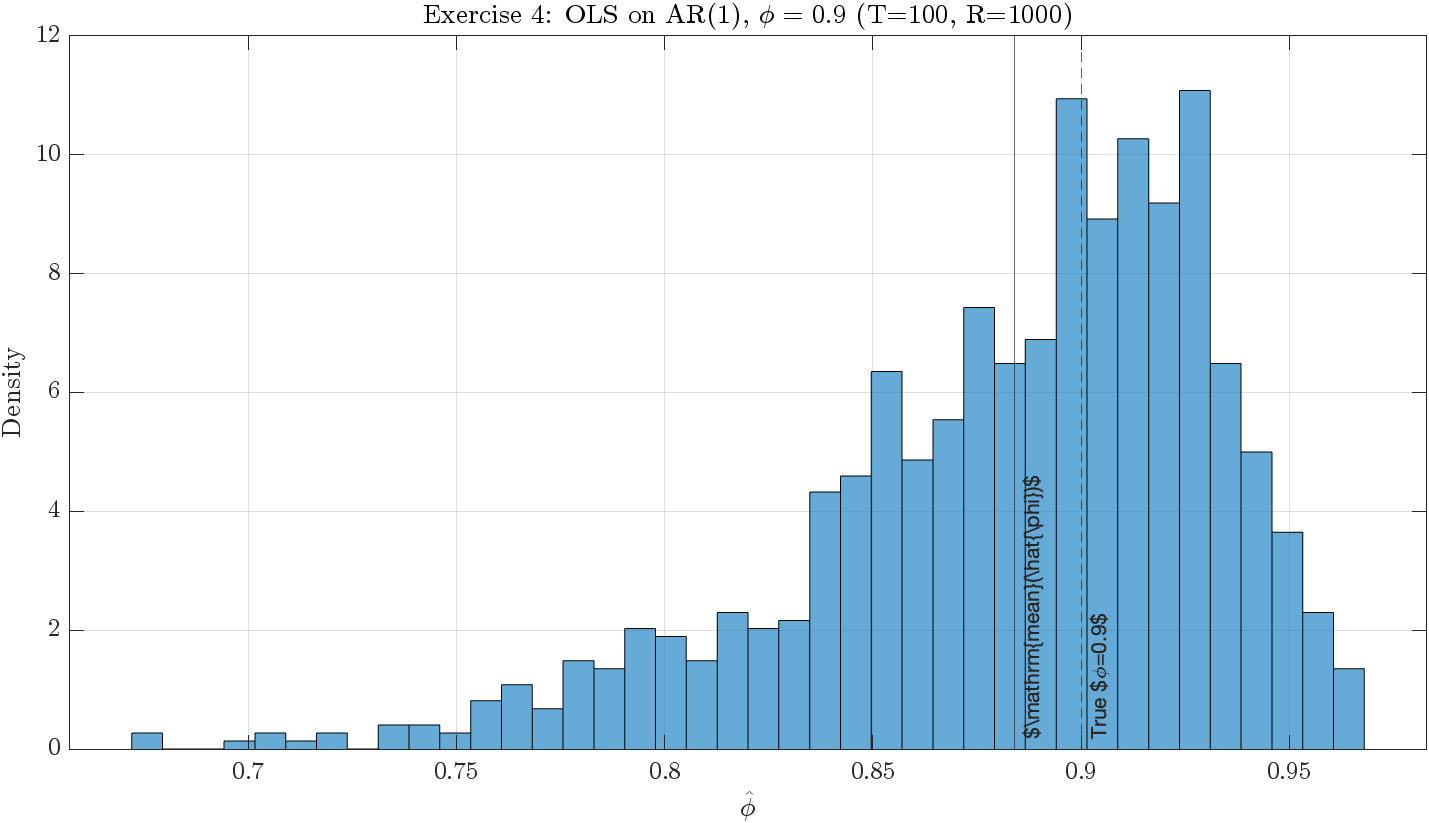 Exercise 4: OLS on AR(1), ϕ = 0.9 (T=100, R=1000)
12
10
8
6
4
2
0
Density
$\mathrm{mean}(\hat{\phi})$
True $ϕ=0.9$
0.7
0.75
0.8
0.85
0.9
0.95
ϕ̂